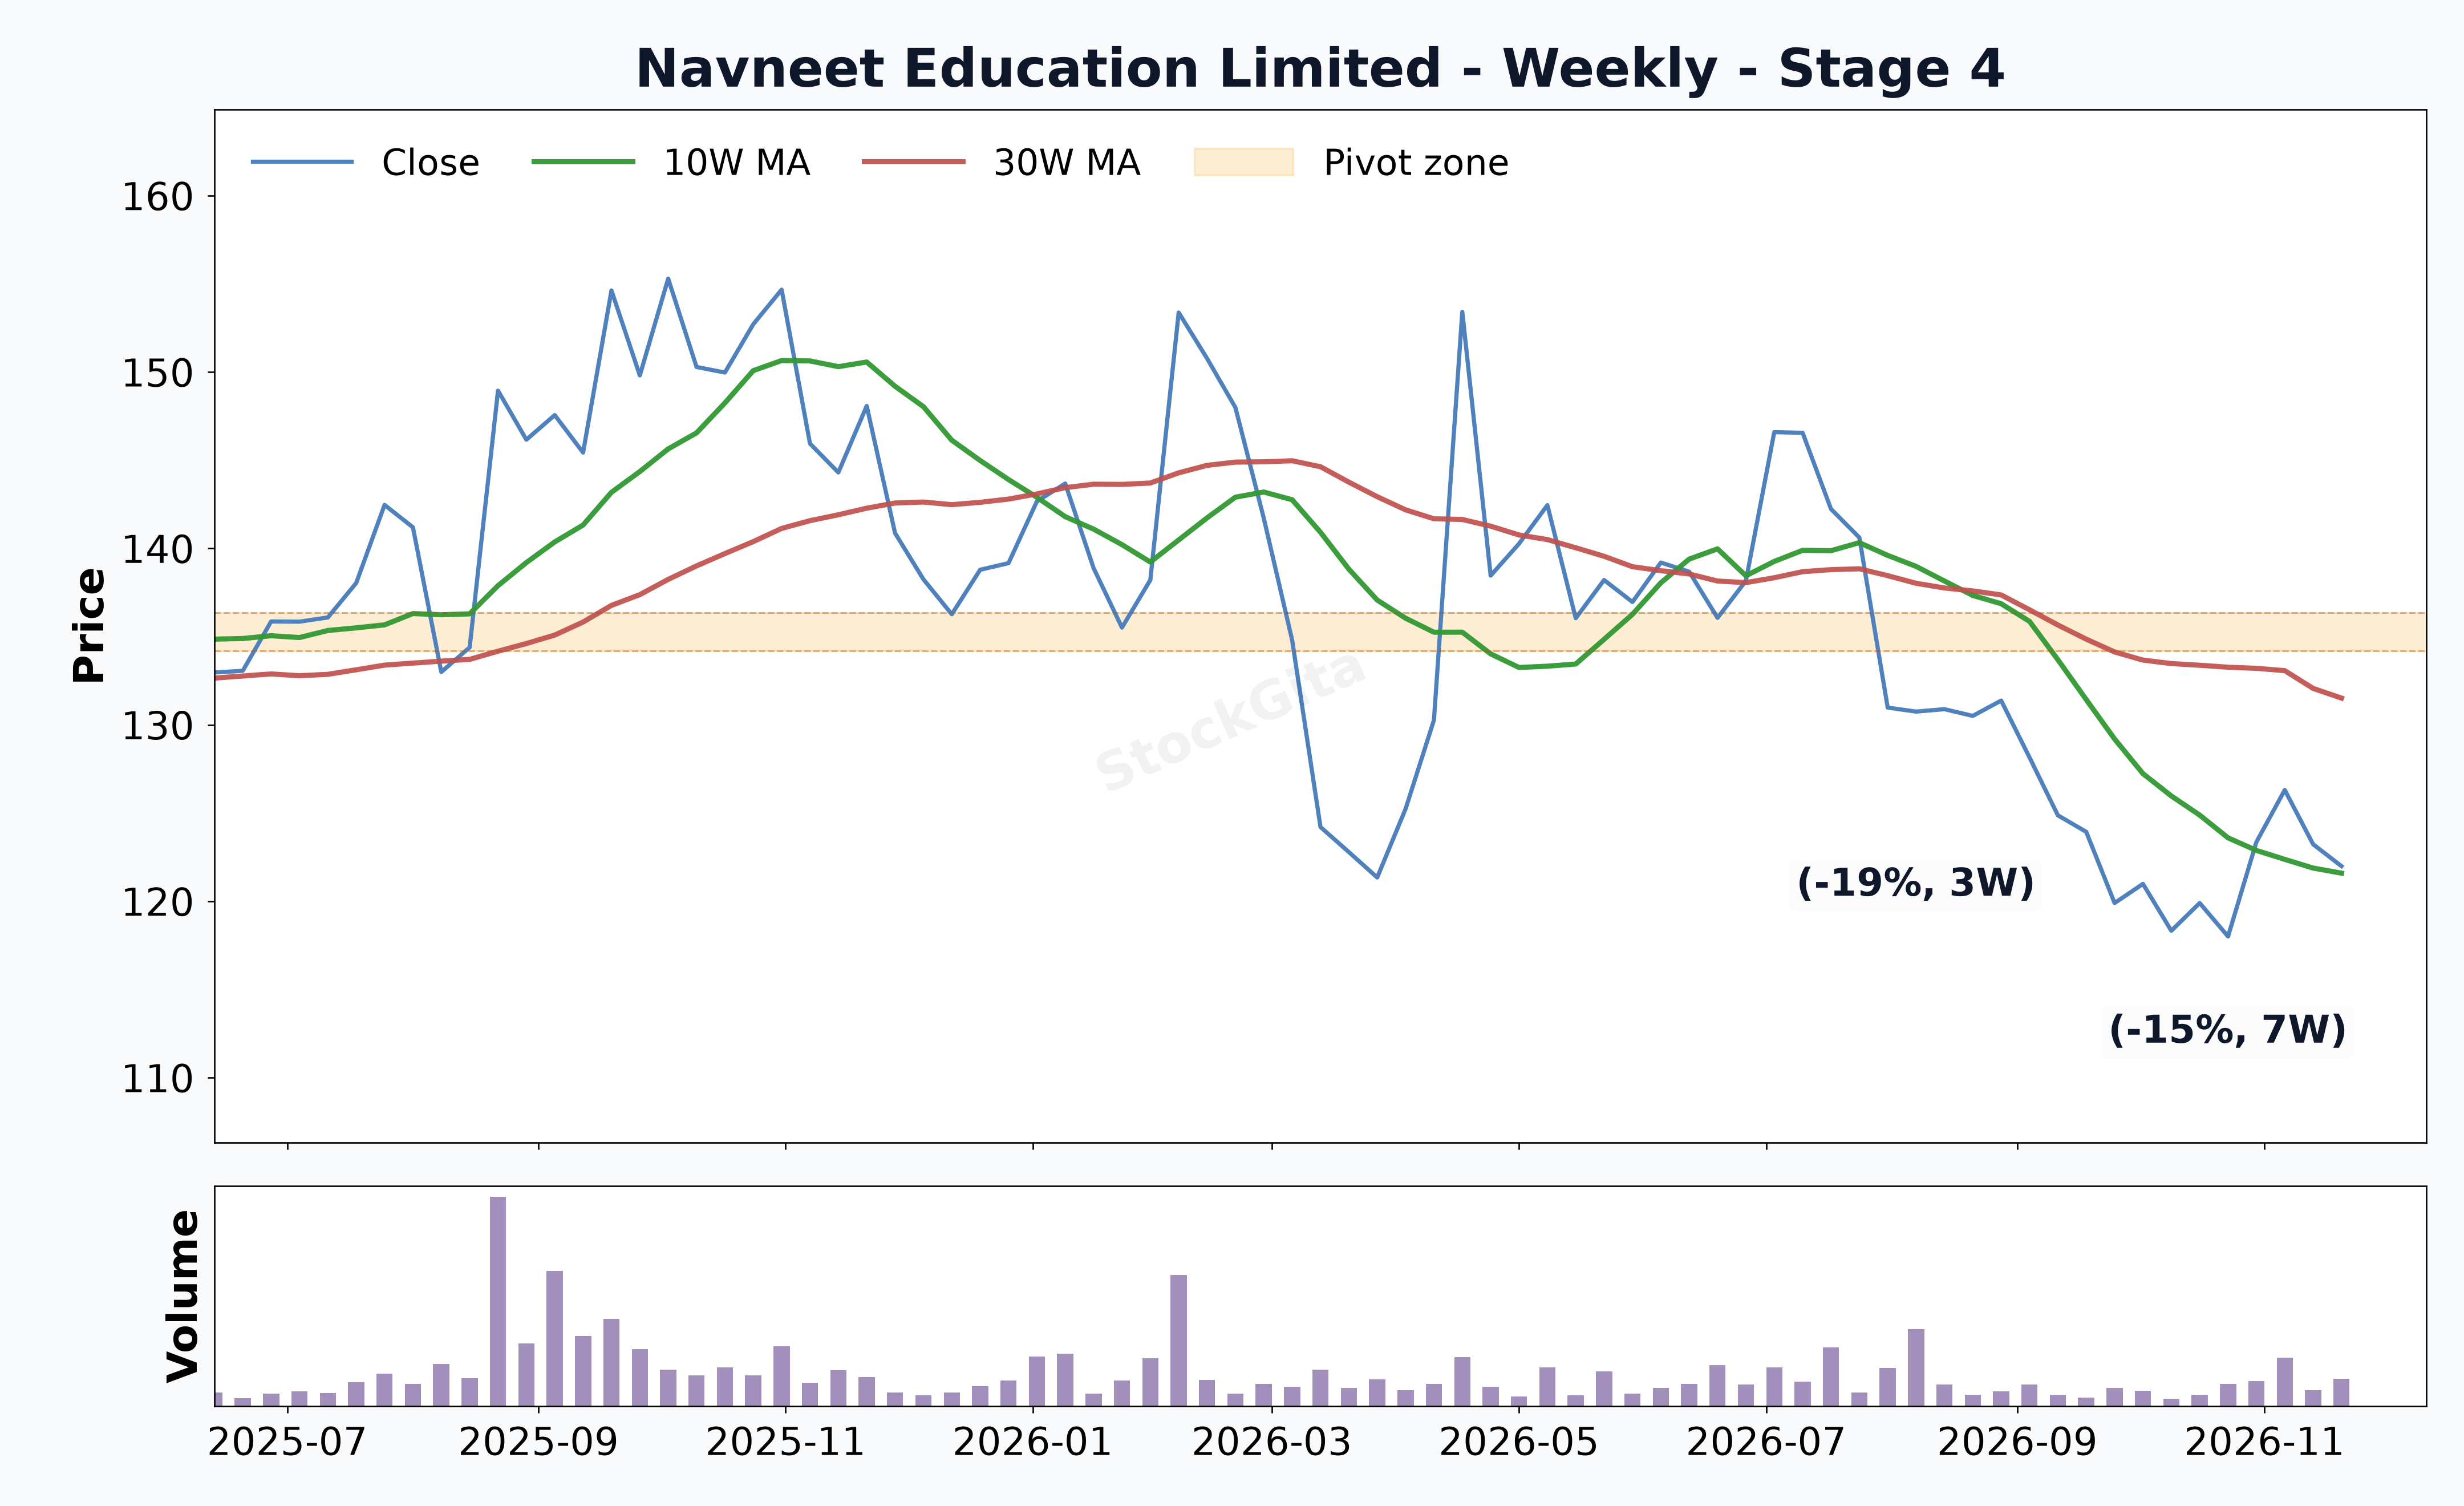 Navneet Education Limited - Weekly - Stage 4
Close 10W MA 30W MA Pivot zone
160
150
140
130
120
110
Price
StockGita
(-19%, 3W)
(-15%, 7W)
Volume
2025-07 2025-09 2025-11 2026-01 2026-03 2026-05 2026-07 2026-09 2026-11